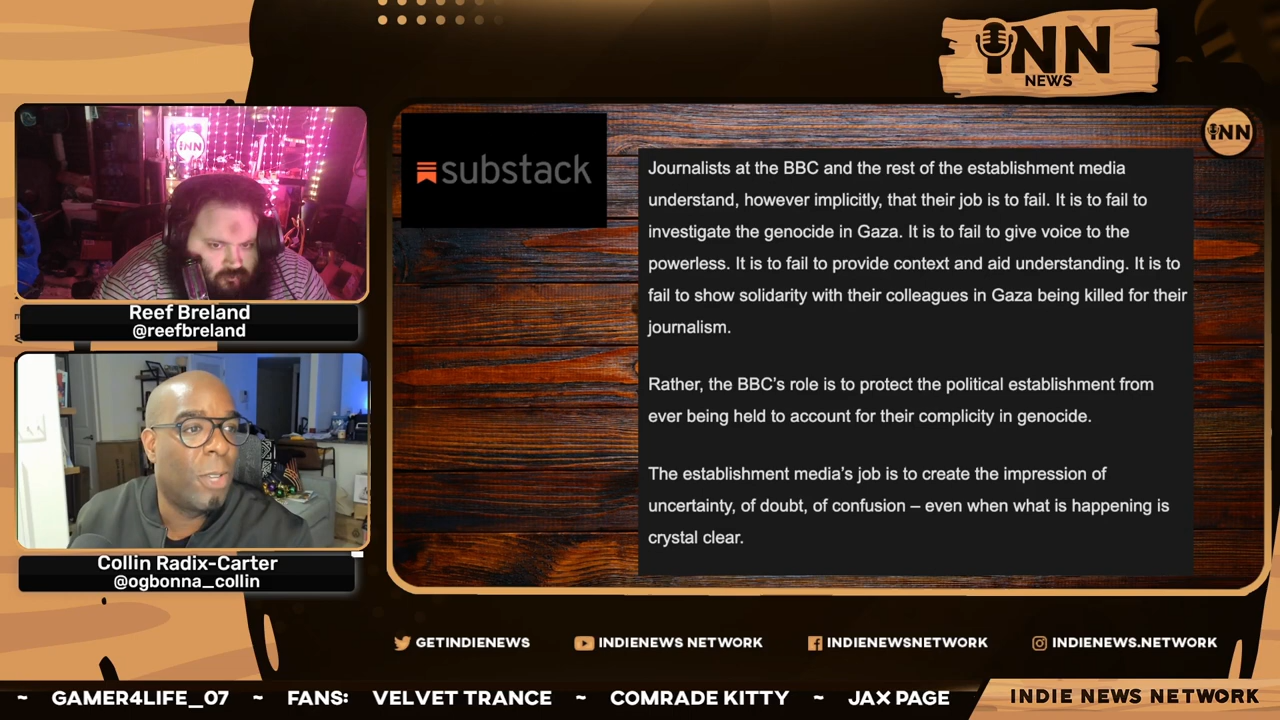 INN
NEWS
INN
INN
substack
Journalists at the BBC and the rest of the establishment media
understand, however implicitly, that their job is to fail. It is to fail to
investigate the genocide in Gaza. It is to fail to give voice to the
powerless. It is to fail to provide context and aid understanding. It is to
fail to show solidarity with their colleagues in Gaza being killed for their
journalism.
Rather, the BBC’s role is to protect the political establishment from
ever being held to account for their complicity in genocide.
The establishment media’s job is to create the impression of
uncertainty, of doubt, of confusion – even when what is happening is
crystal clear.
Reef Breland
@reefbreland
Collin Radix-Carter
@ogbonna_collin
GETINDIENEWS
INDIENEWS NETWORK
INDIENEWSNETWORK
INDIENEWS.NETWORK
~ GAMER4LIFE_07 ~ FANS: VELVET TRANCE ~ COMRADE KITTY ~ JAX PAGE
INDIE NEWS NETWORK